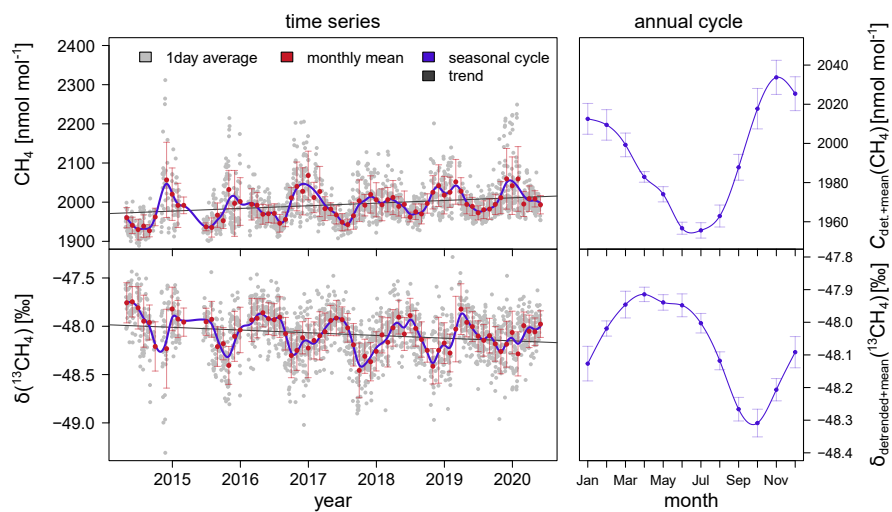 time series
annual cycle
CH₄ [nmol mol⁻¹]
2400
2300
2200
2100
2000
1900
1day average
monthly mean
seasonal cycle
trend
2040
2020
2000
1980
1960
C_det.+mean(CH₄) [nmol mol⁻¹]
δ(¹³CH₄) [‰]
−47.5
−48.0
−48.5
−49.0
−47.8
−47.9
−48.0
−48.1
−48.2
−48.3
−48.4
δ_detrended+mean(¹³CH₄) [‰]
2015 2016 2017 2018 2019 2020
year
Jan Mar May Jul Sep Nov
month